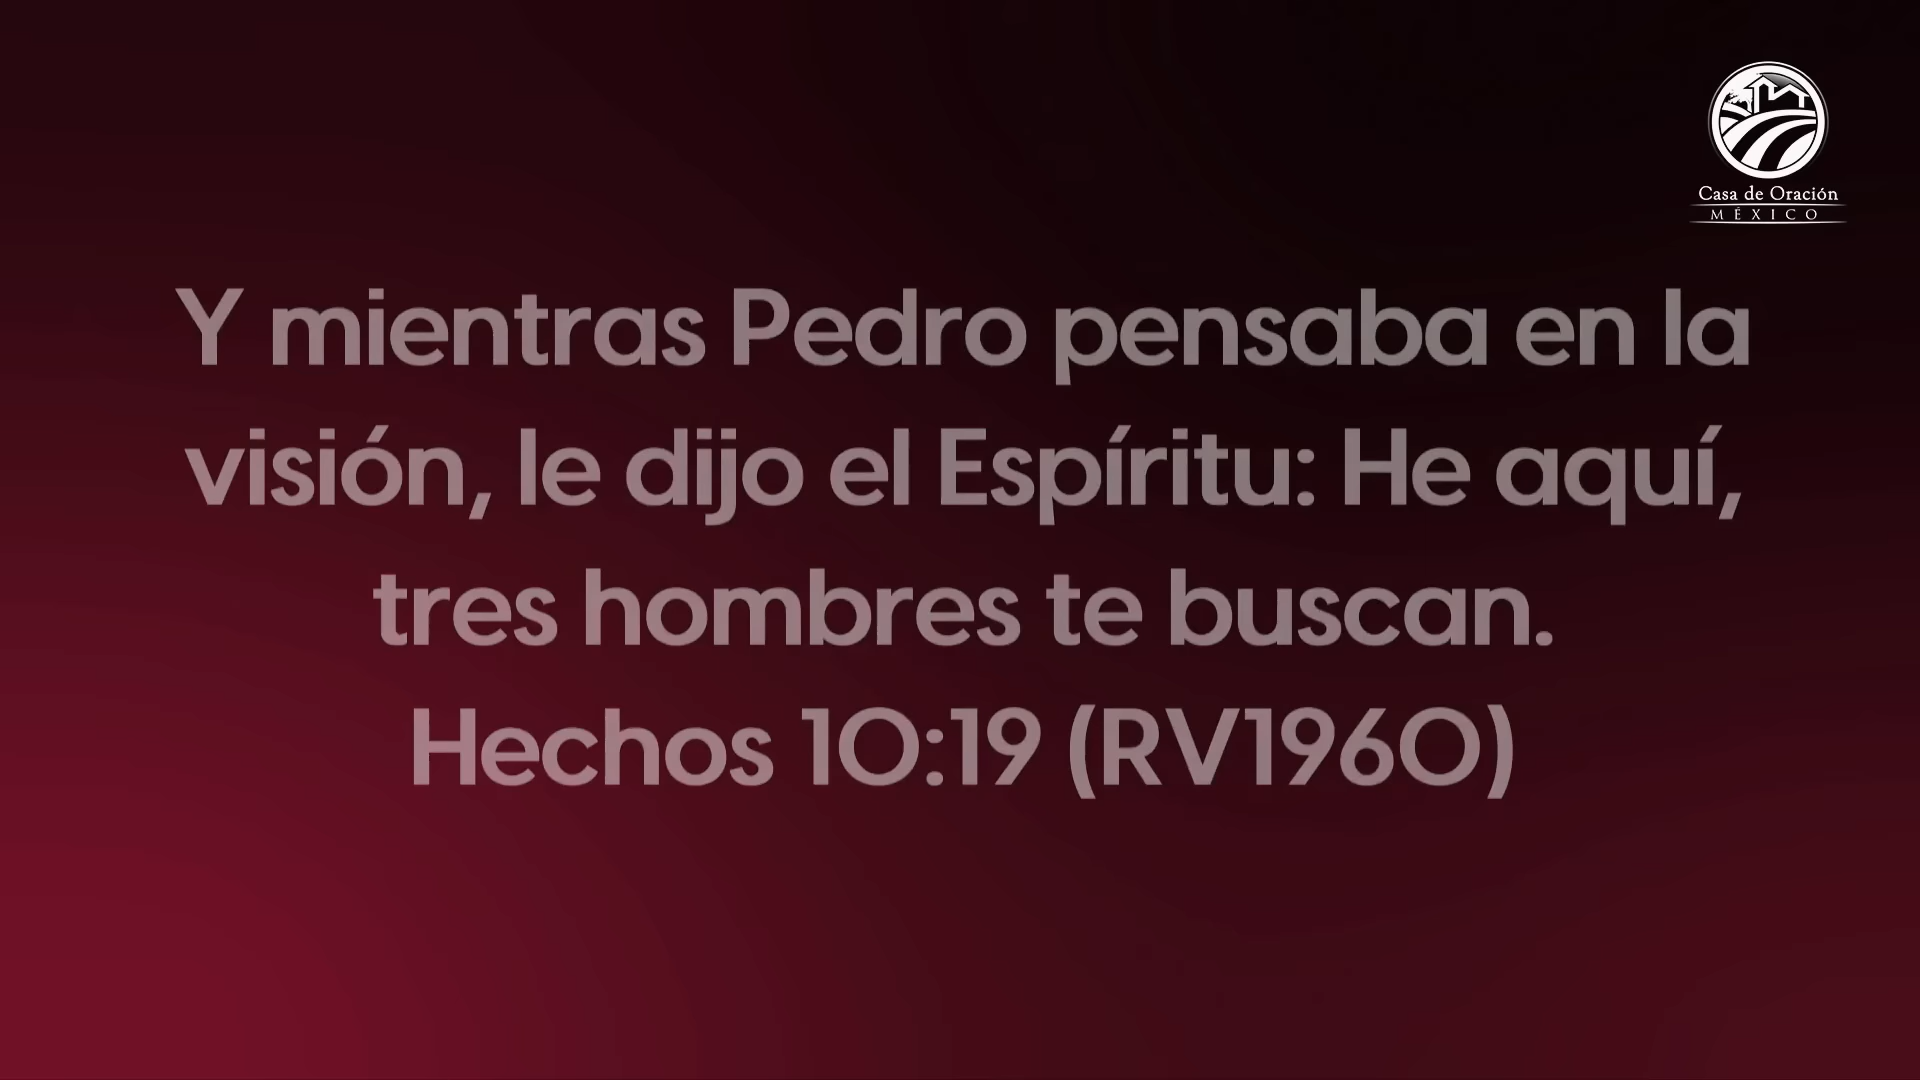 Casa de Oración
MÉXICO
Y mientras Pedro pensaba en la
visión, le dijo el Espíritu: He aquí,
tres hombres te buscan.
Hechos 10:19 (RV1960)